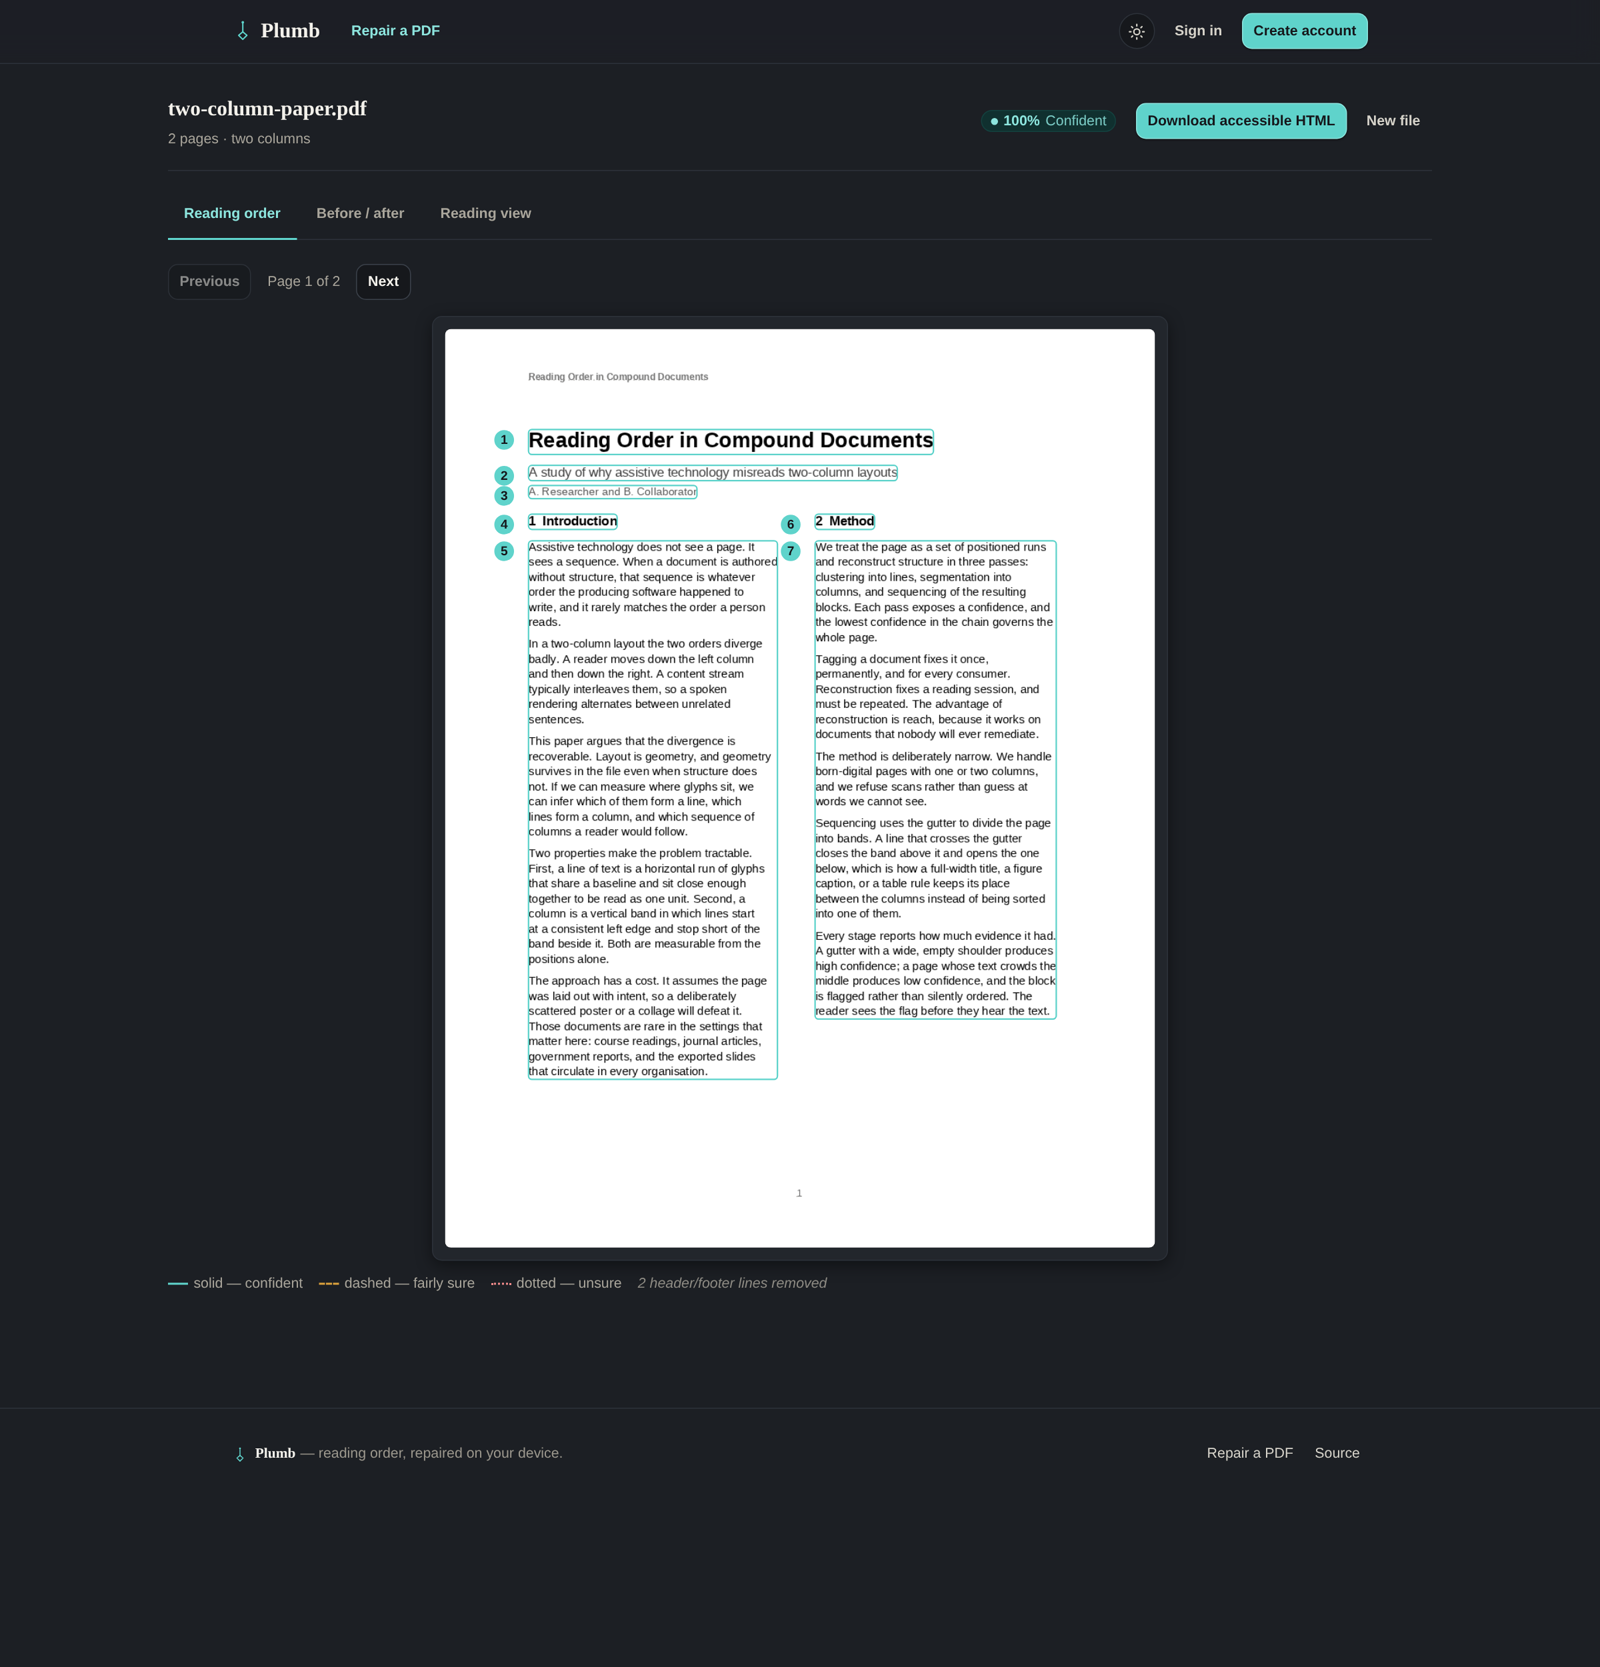 Plumb
Repair a PDF
Sign in
Create account
two-column-paper.pdf
2 pages · two columns
100% Confident
Download accessible HTML
New file
Reading order
Before / after
Reading view
Previous
Page 1 of 2
Next
Reading Order in Compound Documents
1
Reading Order in Compound Documents
2
A study of why assistive technology misreads two-column layouts
3
A. Researcher and B. Collaborator
4
1 Introduction
5
Assistive technology does not see a page. It
sees a sequence. When a document is authored
without structure, that sequence is whatever
order the producing software happened to
write, and it rarely matches the order a person
reads.
In a two-column layout the two orders diverge
badly. A reader moves down the left column
and then down the right. A content stream
typically interleaves them, so a spoken
rendering alternates between unrelated
sentences.
This paper argues that the divergence is
recoverable. Layout is geometry, and geometry
survives in the file even when structure does
not. If we can measure where glyphs sit, we
can infer which of them form a line, which
lines form a column, and which sequence of
columns a reader would follow.
Two properties make the problem tractable.
First, a line of text is a horizontal run of glyphs
that share a baseline and sit close enough
together to be read as one unit. Second, a
column is a vertical band in which lines start
at a consistent left edge and stop short of the
band beside it. Both are measurable from the
positions alone.
The approach has a cost. It assumes the page
was laid out with intent, so a deliberately
scattered poster or a collage will defeat it.
Those documents are rare in the settings that
matter here: course readings, journal articles,
government reports, and the exported slides
that circulate in every organisation.
6
2 Method
7
We treat the page as a set of positioned runs
and reconstruct structure in three passes:
clustering into lines, segmentation into
columns, and sequencing of the resulting
blocks. Each pass exposes a confidence, and
the lowest confidence in the chain governs the
whole page.
Tagging a document fixes it once,
permanently, and for every consumer.
Reconstruction fixes a reading session, and
must be repeated. The advantage of
reconstruction is reach, because it works on
documents that nobody will ever remediate.
The method is deliberately narrow. We handle
born-digital pages with one or two columns,
and we refuse scans rather than guess at
words we cannot see.
Sequencing uses the gutter to divide the page
into bands. A line that crosses the gutter
closes the band above it and opens the one
below, which is how a full-width title, a figure
caption, or a table rule keeps its place
between the columns instead of being sorted
into one of them.
Every stage reports how much evidence it had.
A gutter with a wide, empty shoulder produces
high confidence; a page whose text crowds the
middle produces low confidence, and the block
is flagged rather than silently ordered. The
reader sees the flag before they hear the text.
1
solid — confident
dashed — fairly sure
dotted — unsure
2 header/footer lines removed
Plumb — reading order, repaired on your device.
Repair a PDF
Source